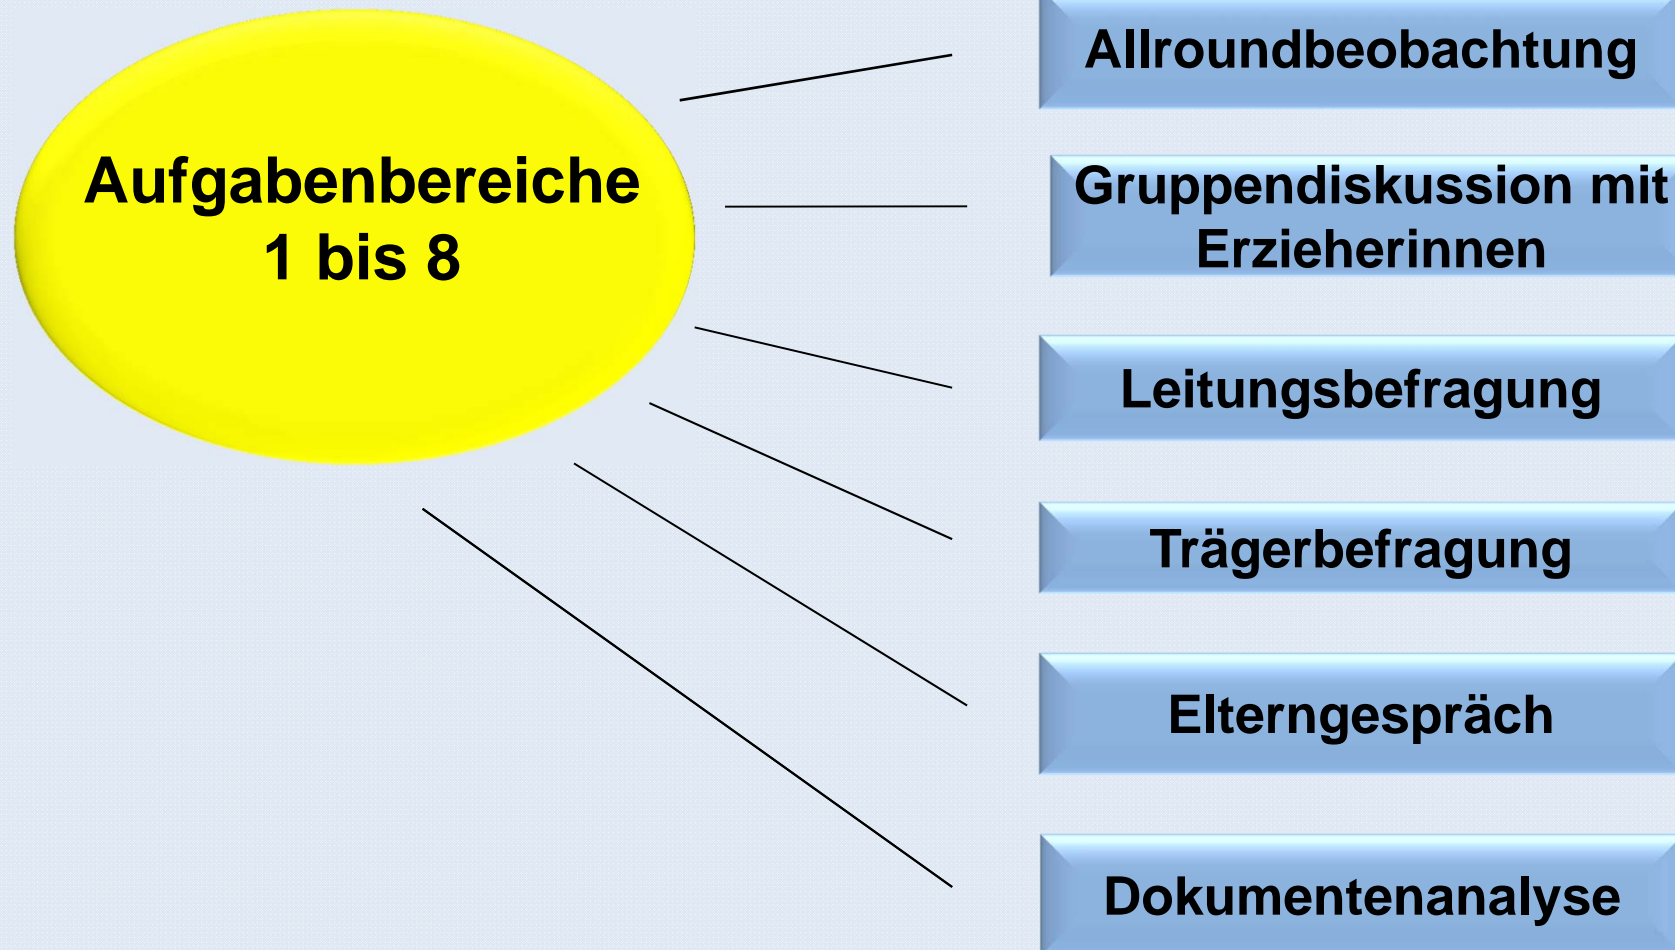 Aufgabenbereiche
1 bis 8
Allroundbeobachtung
Gruppendiskussion mit
Erzieherinnen
Leitungsbefragung
Trägerbefragung
Elterngespräch
Dokumentenanalyse